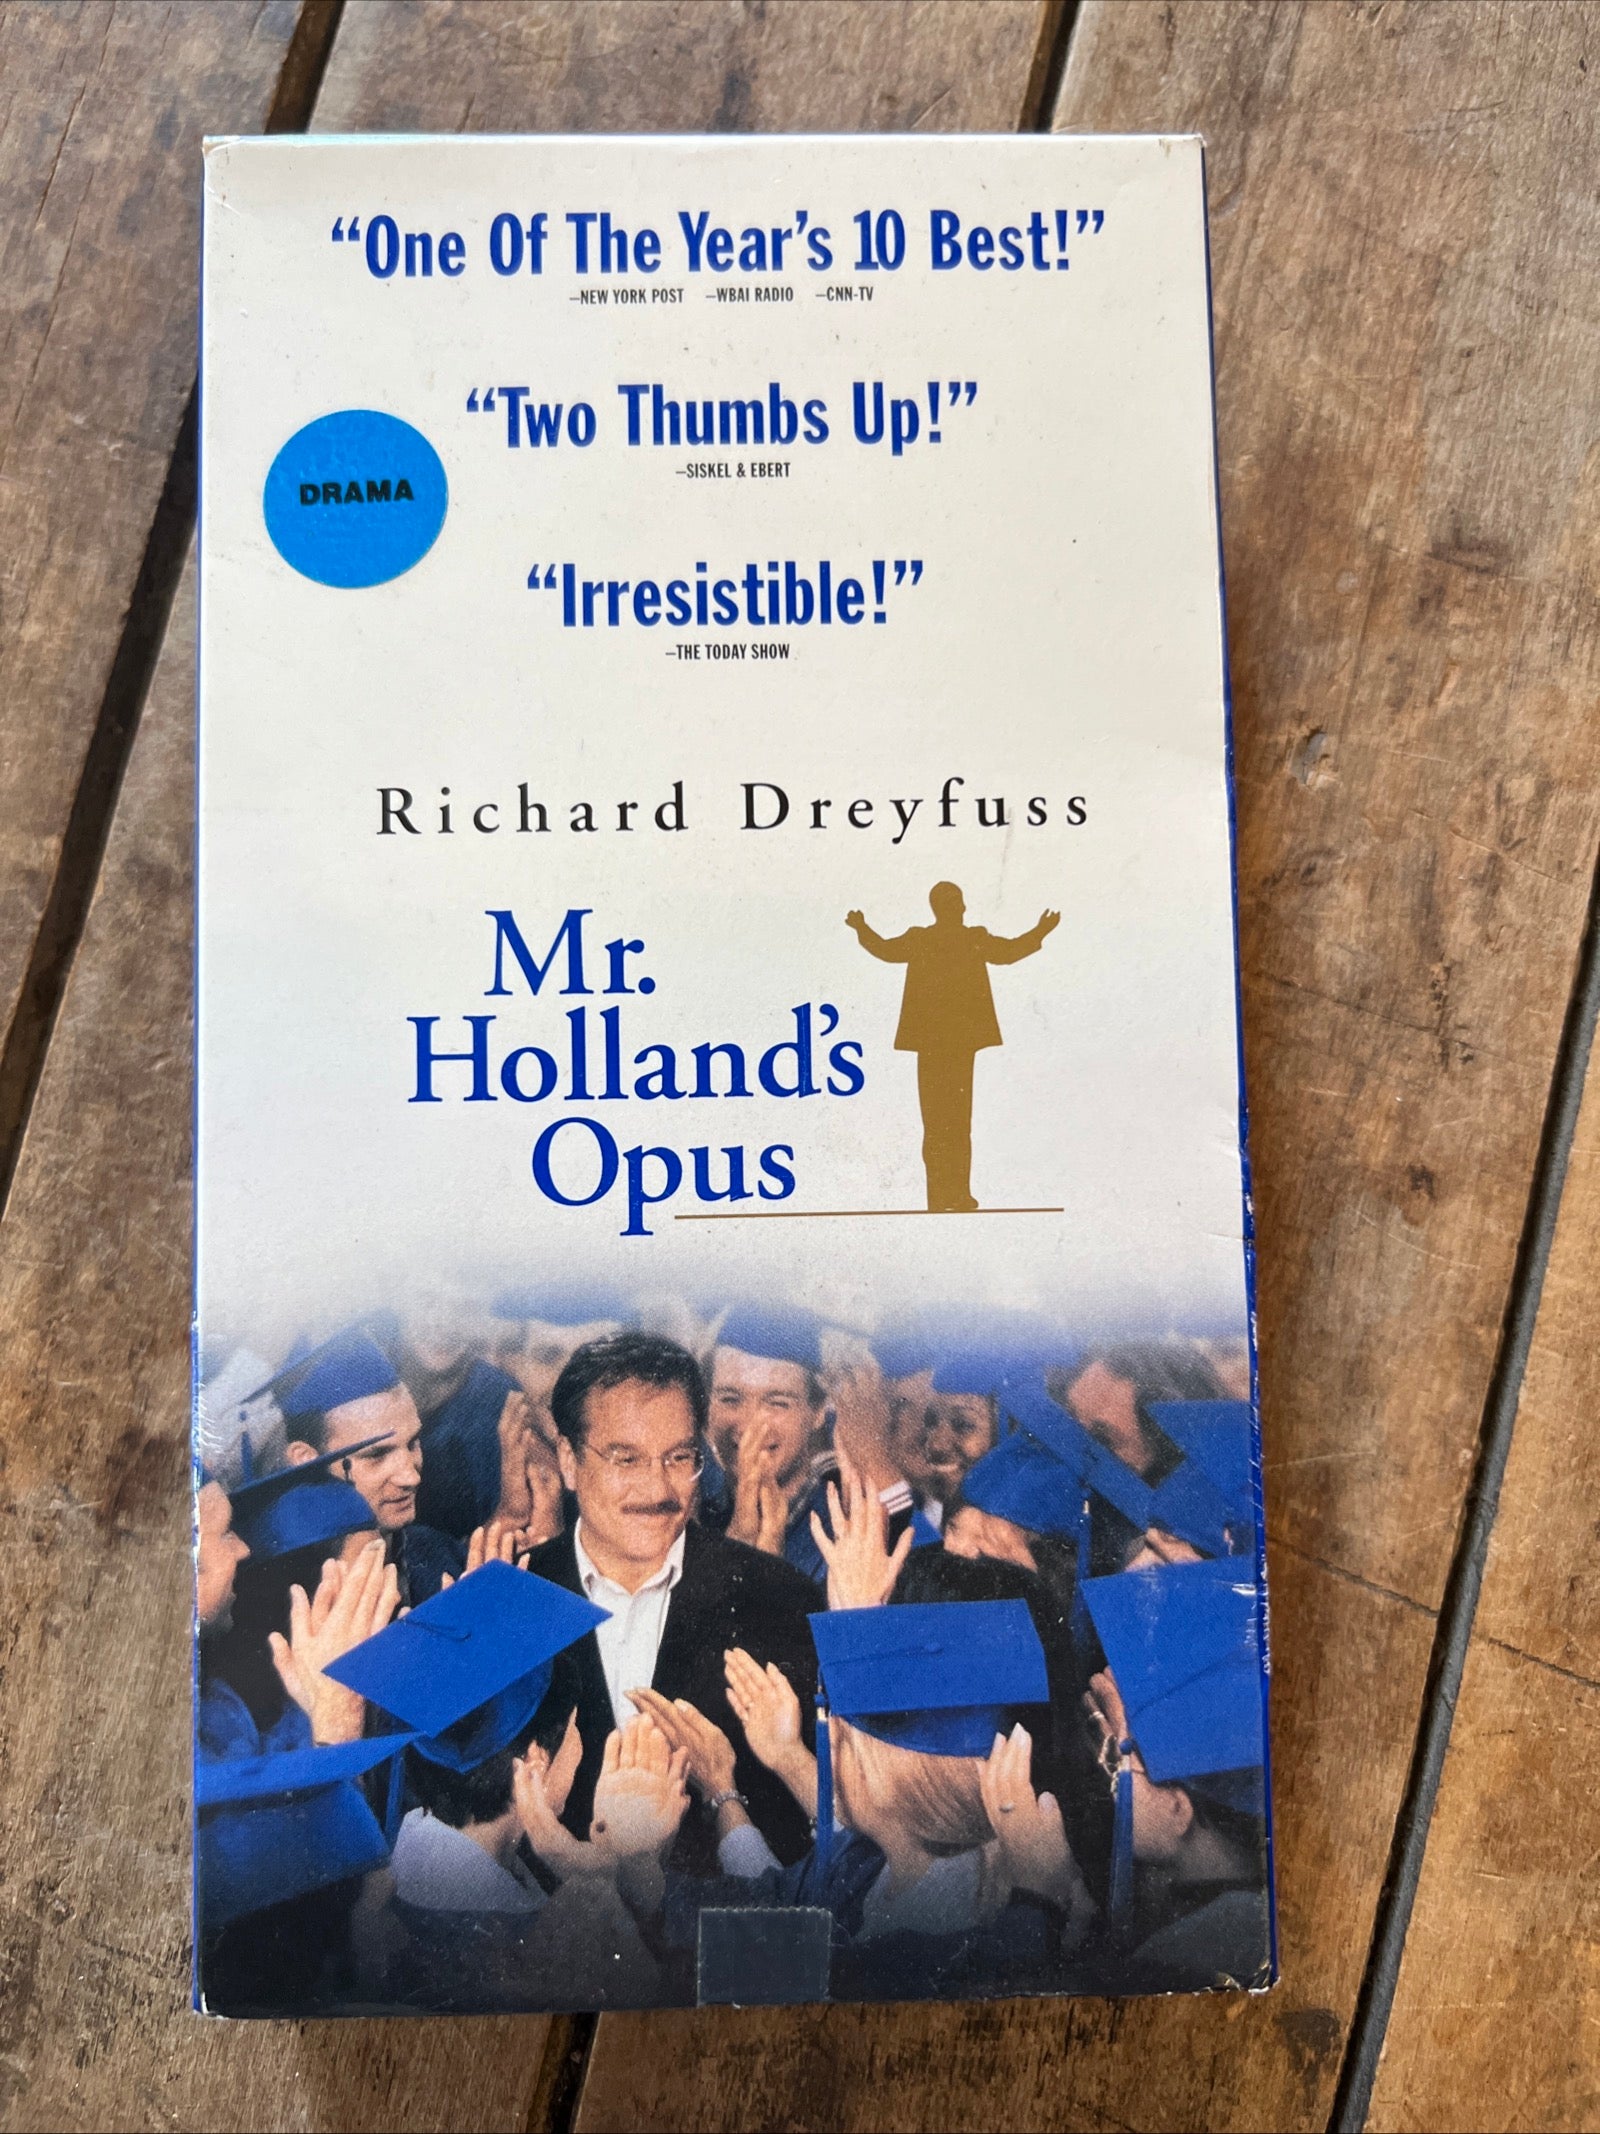 “One Of The Year’s 10 Best!”
–NEW YORK POST –WBAI RADIO –CNN-TV
“Two Thumbs Up!”
–SISKEL & EBERT
DRAMA
“Irresistible!”
–THE TODAY SHOW
Richard Dreyfuss
Mr.
Holland’s
Opus